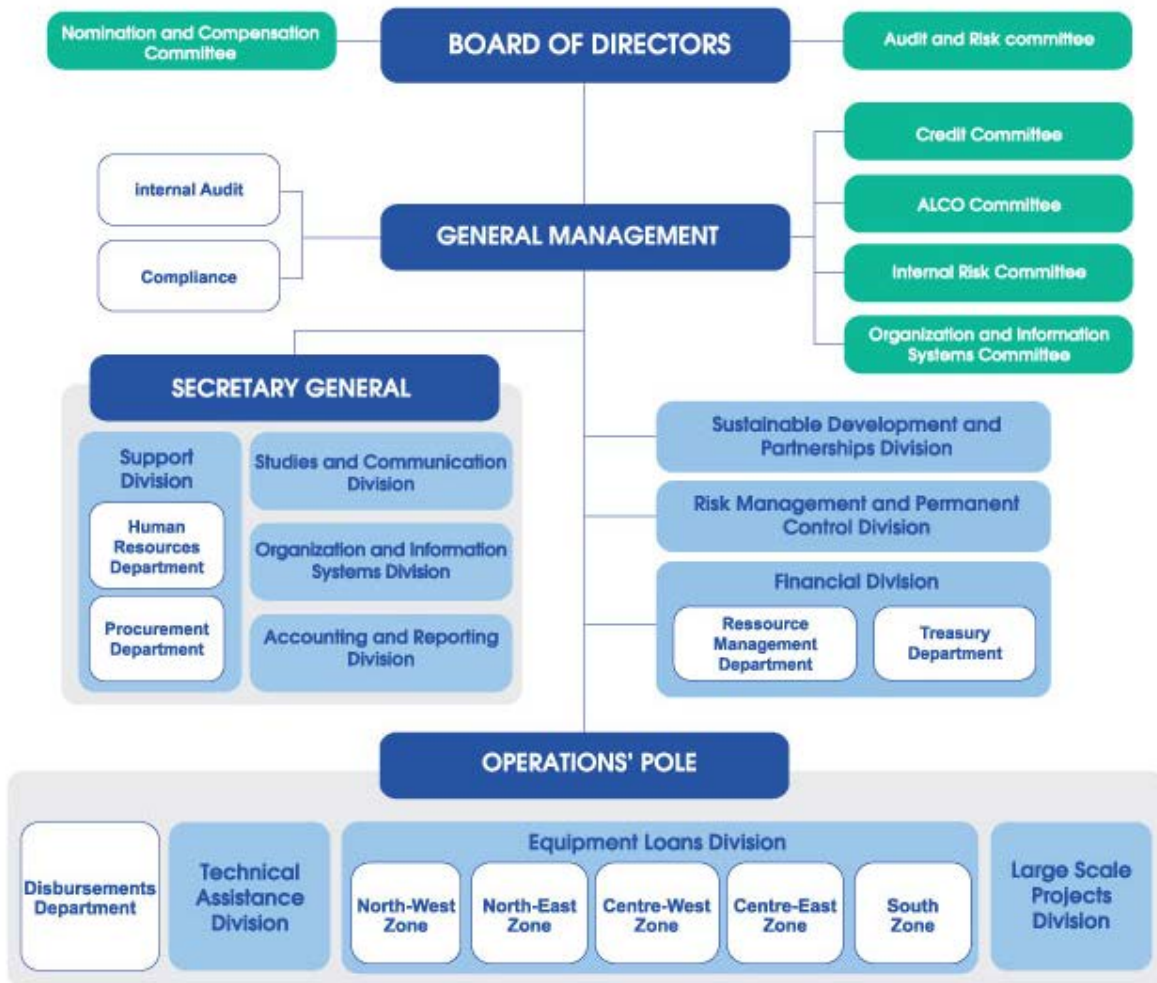 Nomination and Compensation
Committee
BOARD OF DIRECTORS
Audit and Risk committee
Credit Committee
internal Audit
ALCO Committee
GENERAL MANAGEMENT
Compliance
Internal Risk Committee
Organization and Information
Systems Committee
SECRETARY GENERAL
Support
Division
Human
Resources
Department
Procurement
Department
Studies and Communication
Division
Organization and Information
Systems Division
Accounting and Reporting
Division
Sustainable Development and
Partnerships Division
Risk Management and Permanent
Control Division
Financial Division
Ressource
Management
Department
Treasury
Department
OPERATIONS' POLE
Disbursements
Department
Technical
Assistance
Division
Equipment Loans Division
North-West
Zone
North-East
Zone
Centre-West
Zone
Centre-East
Zone
South
Zone
Large Scale
Projects
Division